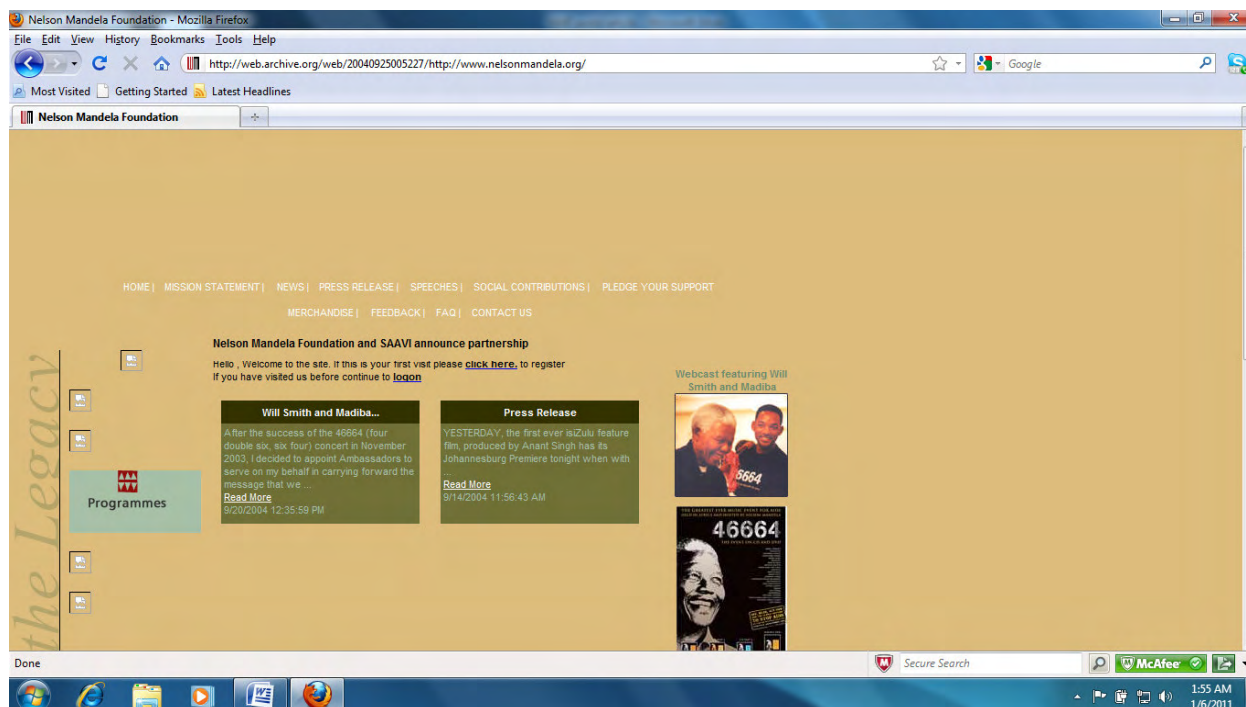 Nelson Mandela Foundation - Mozilla Firefox
File Edit View History Bookmarks Tools Help
http://web.archive.org/web/20040925005227/http://www.nelsonmandela.org/
Google
Most Visited Getting Started Latest Headlines
Nelson Mandela Foundation
HOME | MISSION STATEMENT | NEWS | PRESS RELEASE | SPEECHES | SOCIAL CONTRIBUTIONS | PLEDGE YOUR SUPPORT
MERCHANDISE | FEEDBACK | FAQ | CONTACT US
Nelson Mandela Foundation and SAAVI announce partnership
Hello , Welcome to the site. If this is your first visit please click here, to register
If you have visited us before continue to logon
the Legacy
Programmes
Will Smith and Madiba...
After the success of the 46664 (four
double six, six four) concert in November
2003, I decided to appoint Ambassadors to
serve on my behalf in carrying forward the
message that we ...
Read More
9/20/2004 12:35:59 PM
Press Release
YESTERDAY, the first ever isiZulu feature
film, produced by Anant Singh has its
Johannesburg Premiere tonight when with
...
Read More
9/14/2004 11:56:43 AM
Webcast featuring Will
Smith and Madiba
5664
46664
Done
Secure Search
McAfee
1:55 AM
1/6/2011